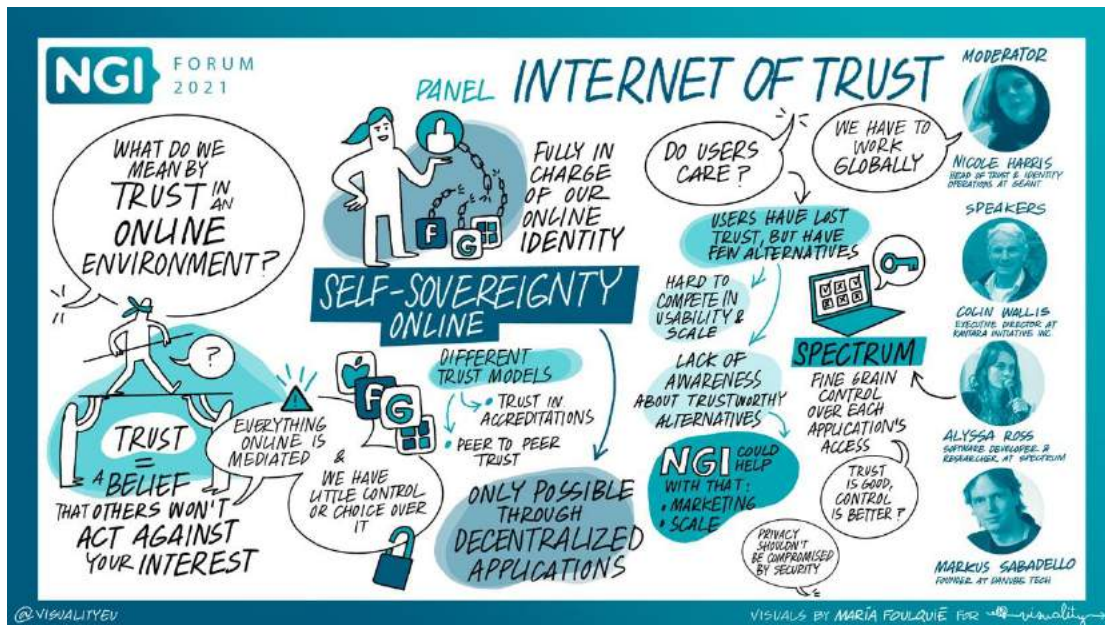 NGI
FORUM
2021
PANEL INTERNET OF TRUST
WHAT DO WE
MEAN BY
TRUST IN
AN
ONLINE
ENVIRONMENT?
?
TRUST
=
A BELIEF
THAT OTHERS WON'T
ACT AGAINST
YOUR INTEREST
EVERYTHING
ONLINE IS
MEDIATED
&
WE HAVE
LITTLE CONTROL
OR CHOICE OVER
IT
F G
FULLY IN
CHARGE
OF OUR
ONLINE
IDENTITY
F
G
SELF-SOVEREIGNTY
ONLINE
DIFFERENT
TRUST MODELS
• TRUST IN
ACCREDITATIONS
• PEER TO PEER
TRUST
ONLY POSSIBLE
THROUGH
DECENTRALIZED
APPLICATIONS
DO USERS
CARE?
WE HAVE TO
WORK
GLOBALLY
USERS HAVE LOST
TRUST, BUT HAVE
FEW ALTERNATIVES
HARD TO
COMPETE IN
USABILITY &
SCALE
LACK OF
AWARENESS
ABOUT TRUSTWORTHY
ALTERNATIVES
NGI COULD
HELP
WITH THAT:
• MARKETING
• SCALE
SPECTRUM
FINE GRAIN
CONTROL
OVER EACH
APPLICATION'S
ACCESS
TRUST
IS GOOD,
CONTROL
IS BETTER?
PRIVACY
SHOULDN'T
BE COMPROMISED
BY SECURITY
MODERATOR
NICOLE HARRIS
HEAD OF TRUST & IDENTITY
OPERATIONS AT GÉANT
SPEAKERS
COLIN WALLIS
EXECUTIVE DIRECTOR AT
KANTARA INITIATIVE INC.
ALYSSA ROSS
SOFTWARE DEVELOPER &
RESEARCHER AT SPECTRUM
MARKUS SABADELLO
FOUNDER AT DANUBE TECH
@VISUALITYEU
VISUALS BY MARÍA FOULQUIÉ FOR visuality